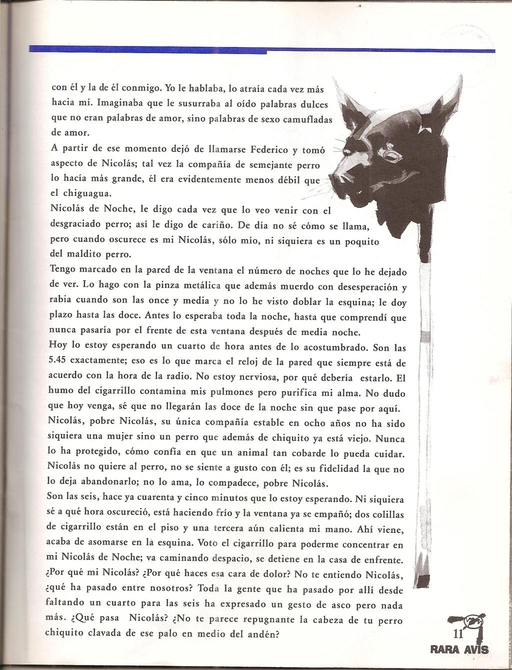 con él y la de él conmigo. Yo le hablaba, lo atraía cada vez más
hacia mí. Imaginaba que le susurraba al oído palabras dulces
que no eran palabras de amor, sino palabras de sexo camufladas
de amor.
A partir de ese momento dejó de llamarse Federico y tomó
aspecto de Nicolás; tal vez la compañía de semejante perro
lo hacía más grande, él era evidentemente menos débil que
el chiguagua.
Nicolás de Noche, le digo cada vez que lo veo venir con el
desgraciado perro; así le digo de cariño. De día no sé cómo se llama,
pero cuando oscurece es mi Nicolás, sólo mío, ni siquiera es un poquito
del maldito perro.
Tengo marcado en la pared de la ventana el número de noches que lo he dejado
de ver. Lo hago con la pinza metálica que además muerdo con desesperación y
rabia cuando son las once y media y no lo he visto doblar la esquina; le doy
plazo hasta las doce. Antes lo esperaba toda la noche, hasta que comprendí que
nunca pasaría por el frente de esta ventana después de media noche.
Hoy lo estoy esperando un cuarto de hora antes de lo acostumbrado. Son las
5.45 exactamente; eso es lo que marca el reloj de la pared que siempre está de
acuerdo con la hora de la radio. No estoy nerviosa, por qué debería estarlo. El
humo del cigarrillo contamina mis pulmones pero purifica mi alma. No dudo
que hoy venga, sé que no llegarán las doce de la noche sin que pase por aquí.
Nicolás, pobre Nicolás, su única compañía estable en ocho años no ha sido
siquiera una mujer sino un perro que además de chiquito ya está viejo. Nunca
lo ha protegido, cómo confía en que un animal tan cobarde lo pueda cuidar.
Nicolás no quiere al perro, no se siente a gusto con él; es su fidelidad la que no
lo deja abandonarlo; no lo ama, lo compadece, pobre Nicolás.
Son las seis, hace ya cuarenta y cinco minutos que lo estoy esperando. Ni siquiera
sé a qué hora oscureció, está haciendo frío y la ventana ya se empañó; dos colillas
de cigarrillo están en el piso y una tercera aún calienta mi mano. Ahí viene,
acaba de asomarse en la esquina. Voto el cigarrillo para poderme concentrar en
mi Nicolás de Noche; va caminando despacio, se detiene en la casa de enfrente.
¿Por qué mi Nicolás? ¿Por qué haces esa cara de dolor? No te entiendo Nicolás,
¿qué ha pasado entre nosotros? Toda la gente que ha pasado por allí desde
faltando un cuarto para las seis ha expresado un gesto de asco pero nada
más. ¿Qué pasa Nicolás? ¿No te parece repugnante la cabeza de tu perro
chiquito clavada de ese palo en medio del andén?
11
RARA AVIS